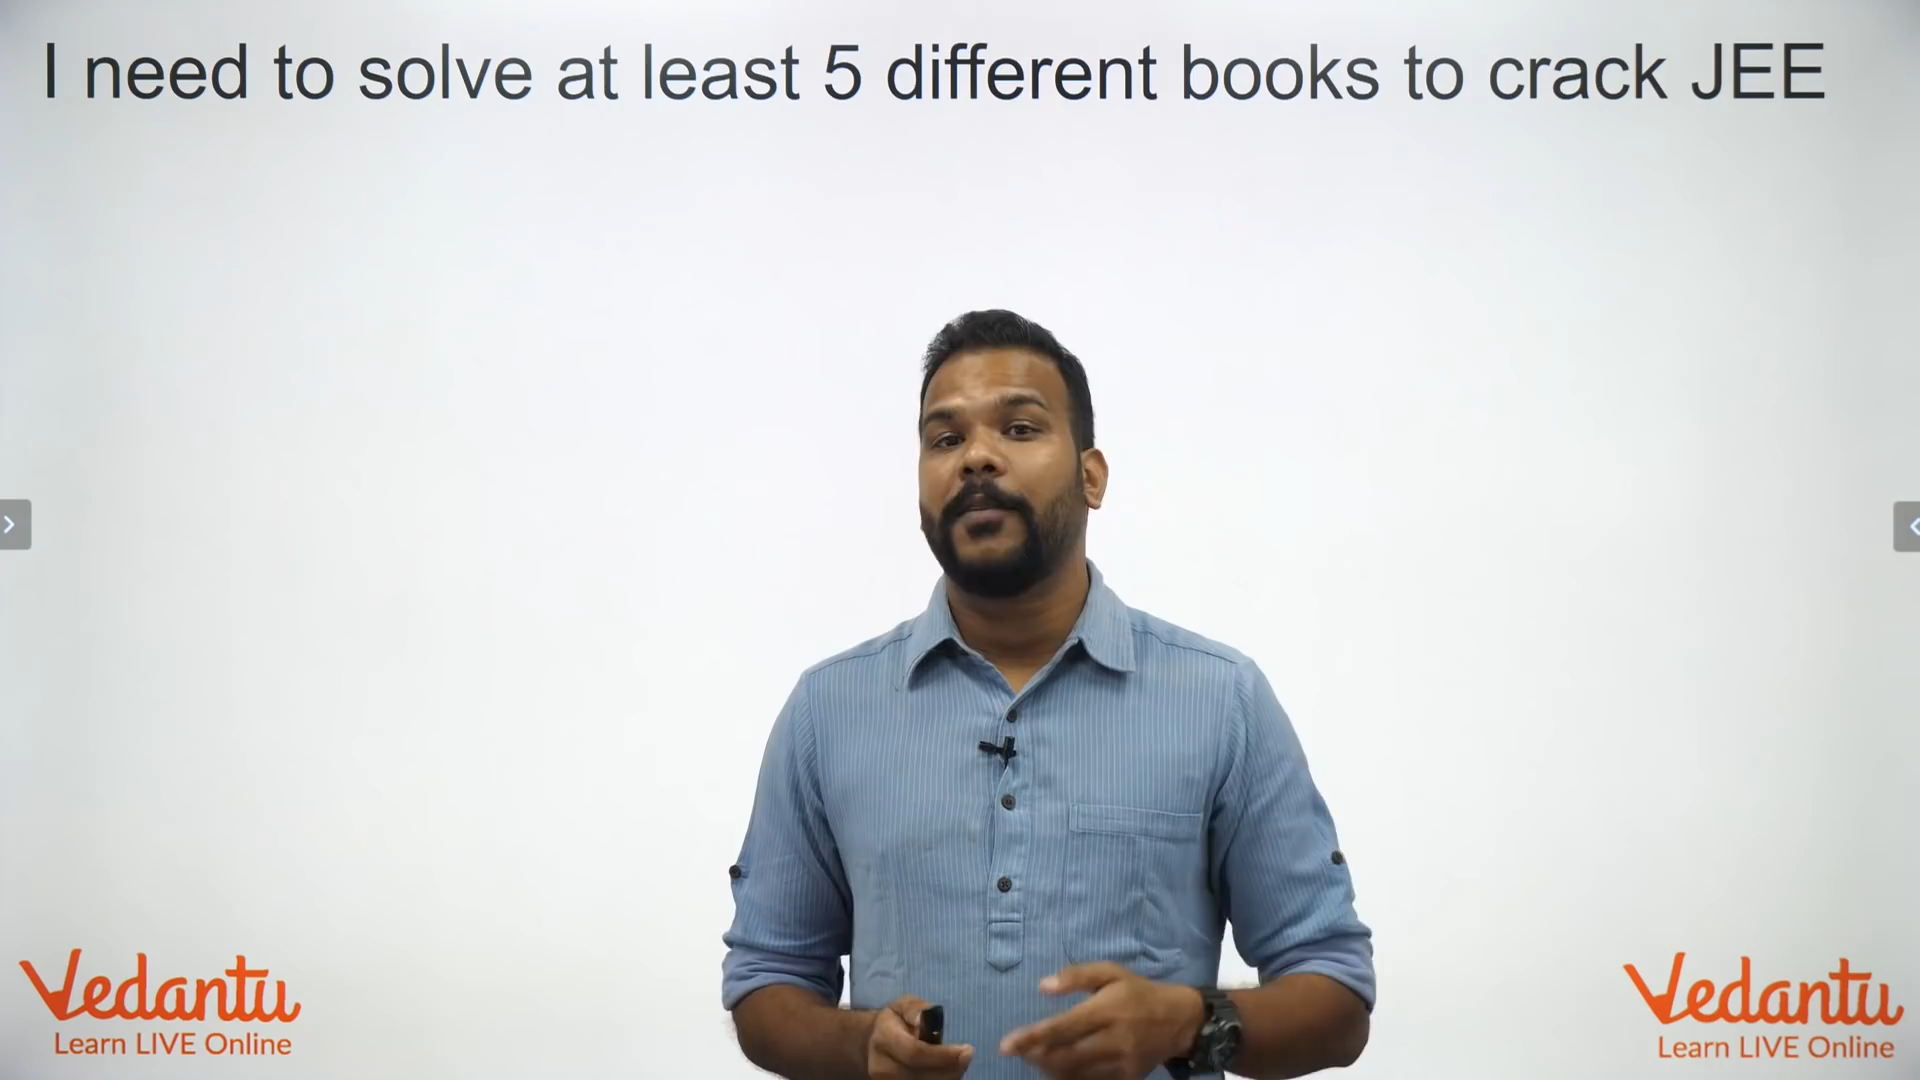 I need to solve at least 5 different books to crack JEE
Vedantu
Learn LIVE Online
Vedantu
Learn LIVE Online